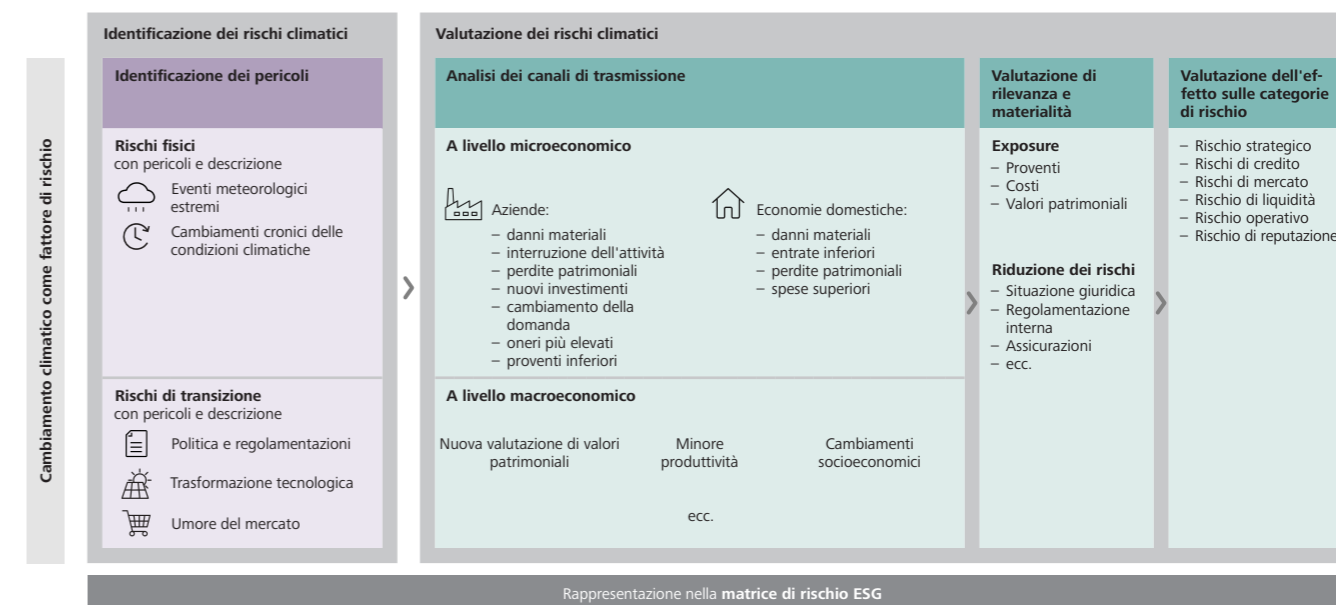 Cambiamento climatico come fattore di rischio
Identificazione dei rischi climatici
Identificazione dei pericoli
Rischi fisici
con pericoli e descrizione
Eventi meteorologici
estremi
Cambiamenti cronici delle
condizioni climatiche
Rischi di transizione
con pericoli e descrizione
Politica e regolamentazioni
Trasformazione tecnologica
Umore del mercato
Valutazione dei rischi climatici
Analisi dei canali di trasmissione
A livello microeconomico
Aziende:
– danni materiali
– interruzione dell'attività
– perdite patrimoniali
– nuovi investimenti
– cambiamento della
domanda
– oneri più elevati
– proventi inferiori
Economie domestiche:
– danni materiali
– entrate inferiori
– perdite patrimoniali
– spese superiori
A livello macroeconomico
Nuova valutazione di valori
patrimoniali
Minore
produttività
Cambiamenti
socioeconomici
ecc.
Valutazione di
rilevanza e
materialità
Exposure
– Proventi
– Costi
– Valori patrimoniali
Riduzione dei rischi
– Situazione giuridica
– Regolamentazione
interna
– Assicurazioni
– ecc.
Valutazione dell'ef-
fetto sulle categorie
di rischio
– Rischio strategico
– Rischi di credito
– Rischi di mercato
– Rischio di liquidità
– Rischio operativo
– Rischio di reputazione
Rappresentazione nella matrice di rischio ESG